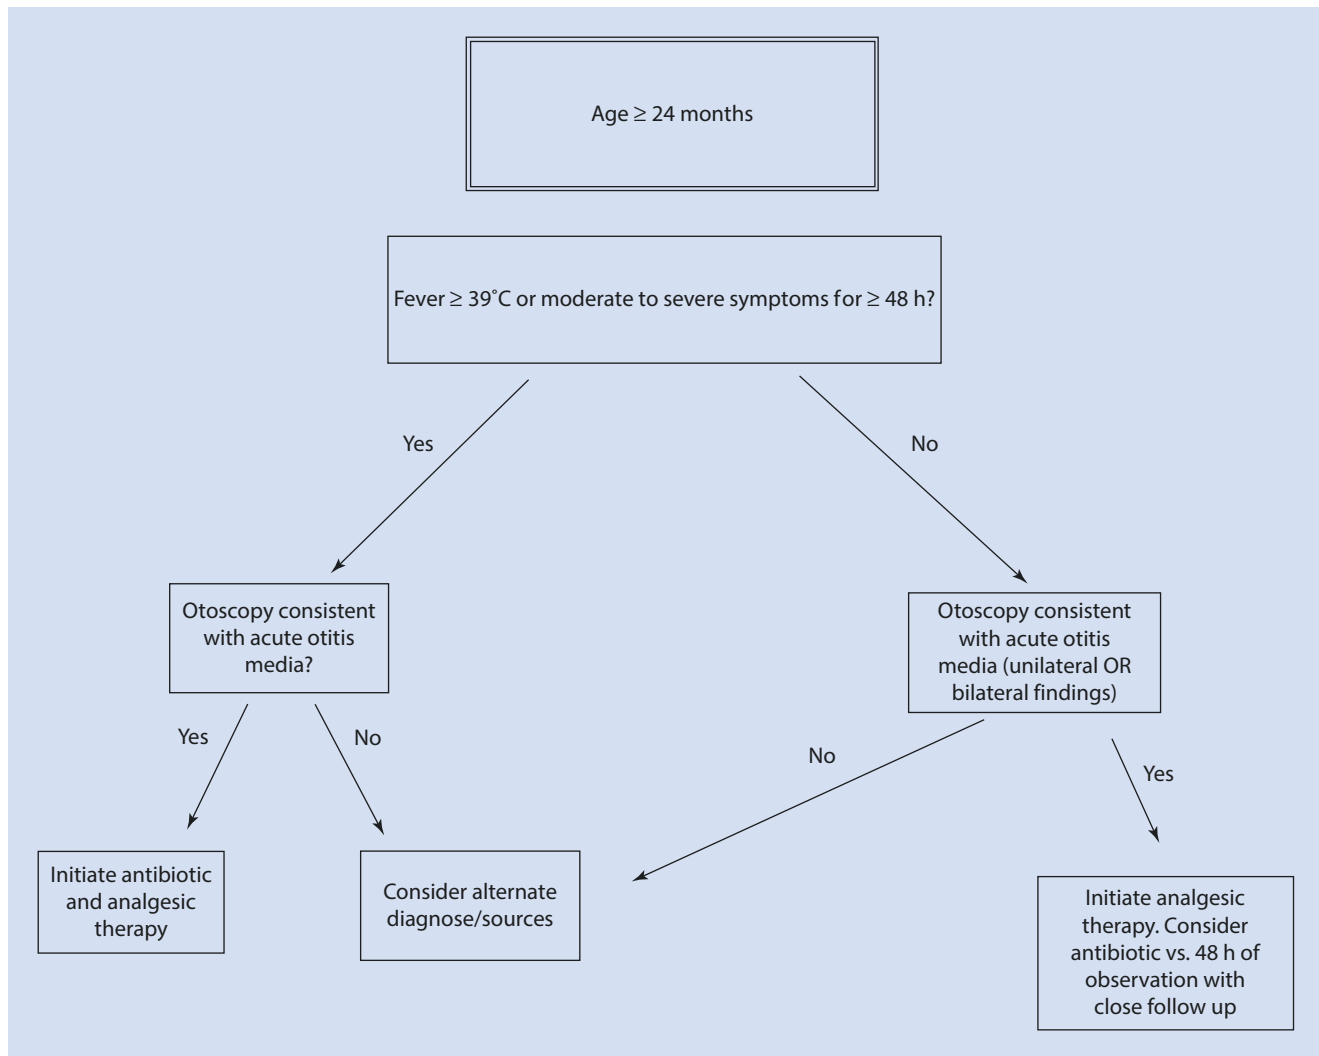 Age ≥ 24 months
Fever ≥ 39˚C or moderate to severe symptoms for ≥ 48 h?
Yes
No
Otoscopy consistent
with acute otitis
media?
Otoscopy consistent
with acute otitis
media (unilateral OR
bilateral findings)
Yes
No
No
Yes
Initiate antibiotic
and analgesic
therapy
Consider alternate
diagnose/sources
Initiate analgesic
therapy. Consider
antibiotic vs. 48 h of
observation with
close follow up